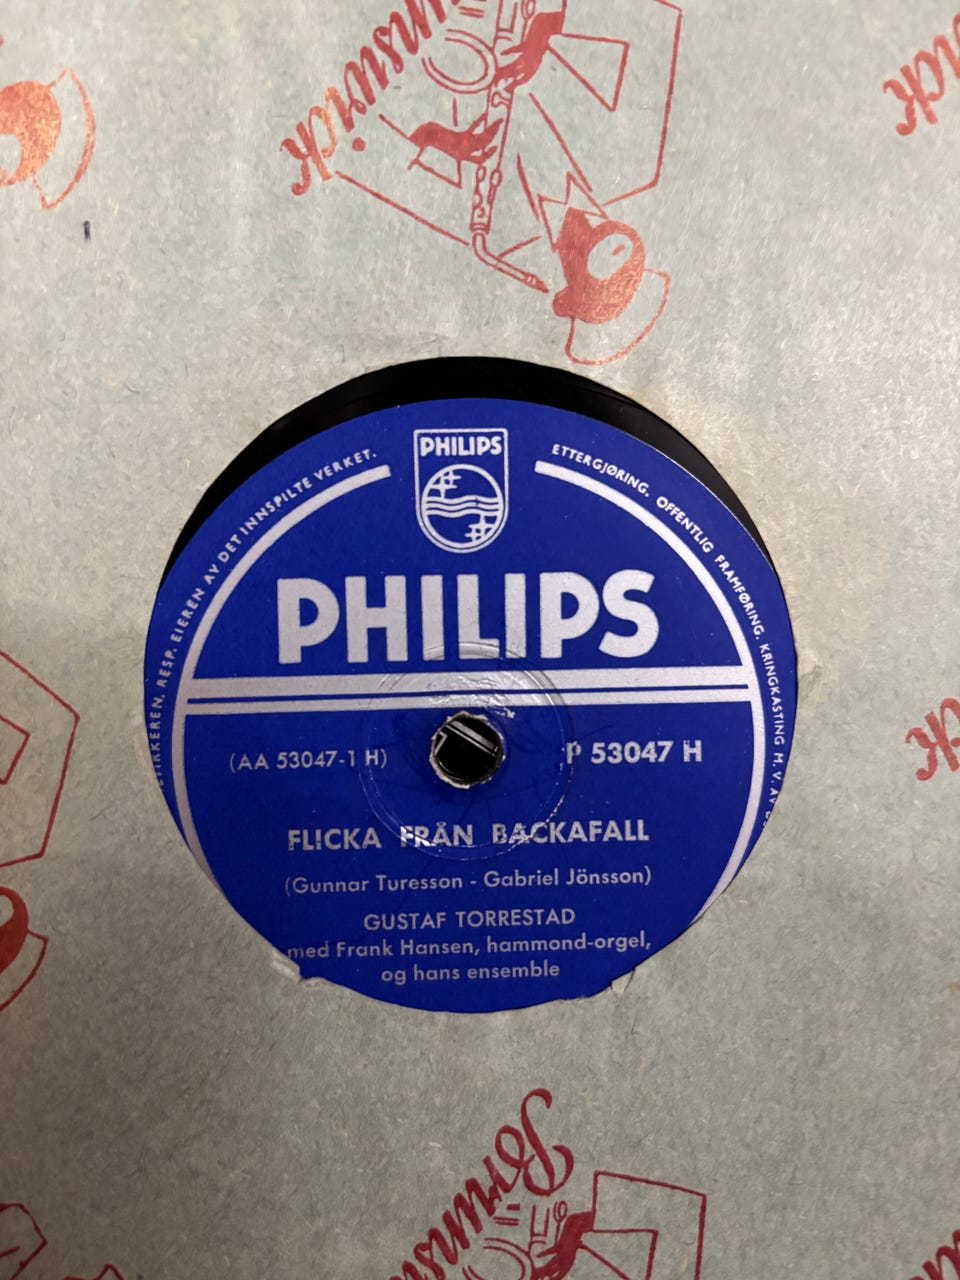 Brunswick
PHILIPS
ETTERGJØRING. OFFENTLIG FRAMFØRING. KRINGKASTING M. V. AV
RESP. EIEREN AV DET INNSPILTE VERKET.
PHILIPS
(AA 53047-1 H)
P 53047 H
FLICKA FRÅN BACKAFALL
(Gunnar Turesson - Gabriel Jönsson)
GUSTAF TORRESTAD
med Frank Hansen, hammond-orgel,
og hans ensemble
Brunswick